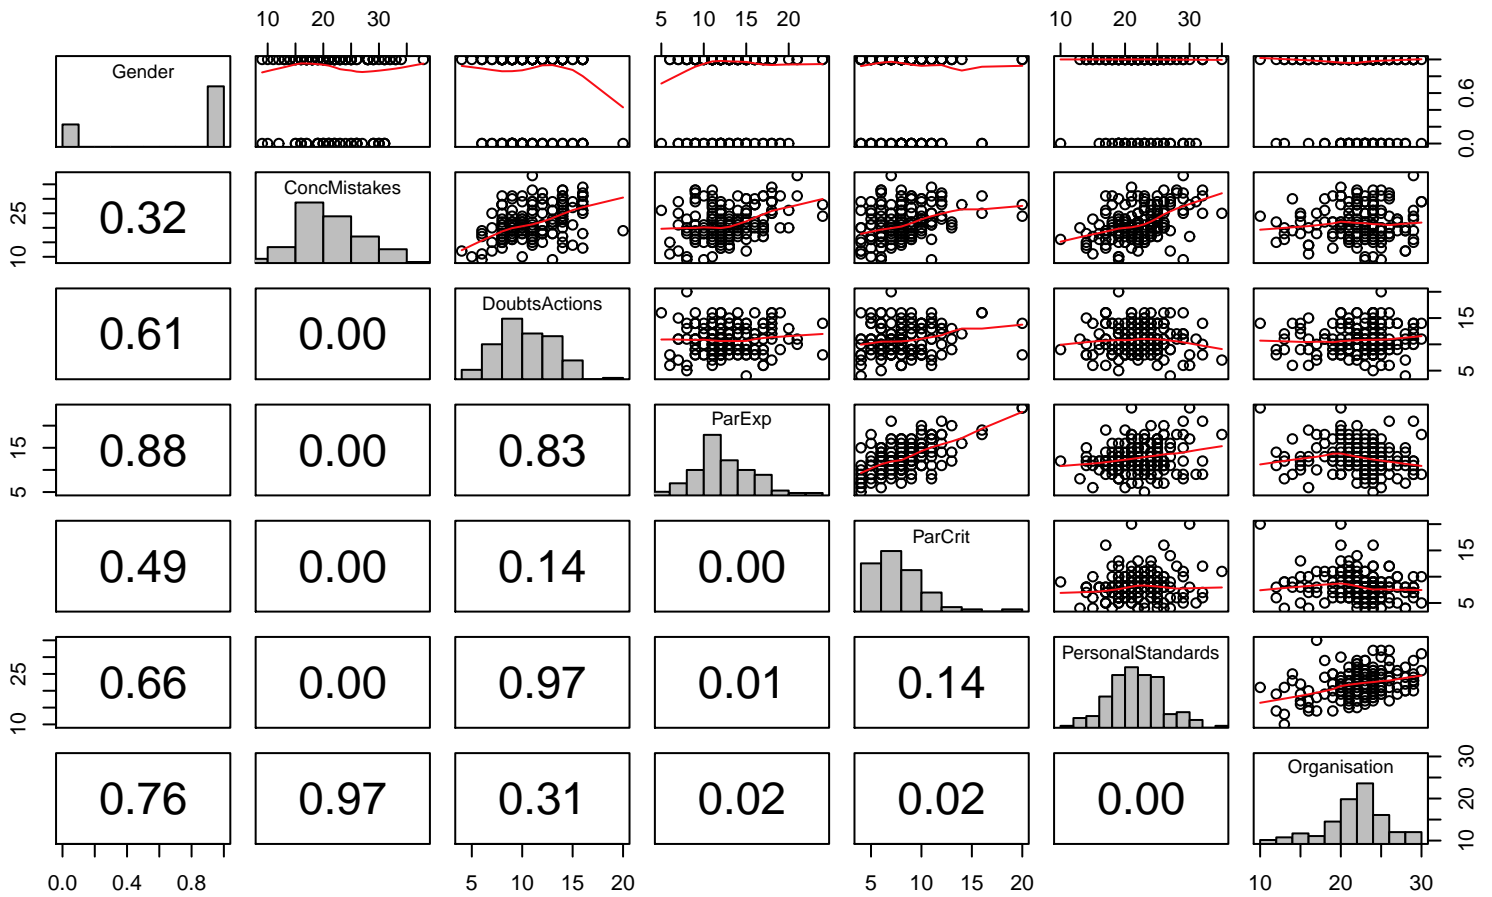 10 20 30 5 10 15 20 10 20 30
Gender
0.0 0.6
0.32 ConcMistakes
10 25
0.61 0.00 DoubtsActions
5 15
0.88 0.00 0.83 ParExp
5 15
0.49 0.00 0.14 0.00 ParCrit
5 15
0.66 0.00 0.97 0.01 0.14 PersonalStandards
10 25
0.76 0.97 0.31 0.02 0.02 0.00 Organisation
10 20 30
0.0 0.4 0.8 5 10 15 20 5 10 15 20 10 20 30